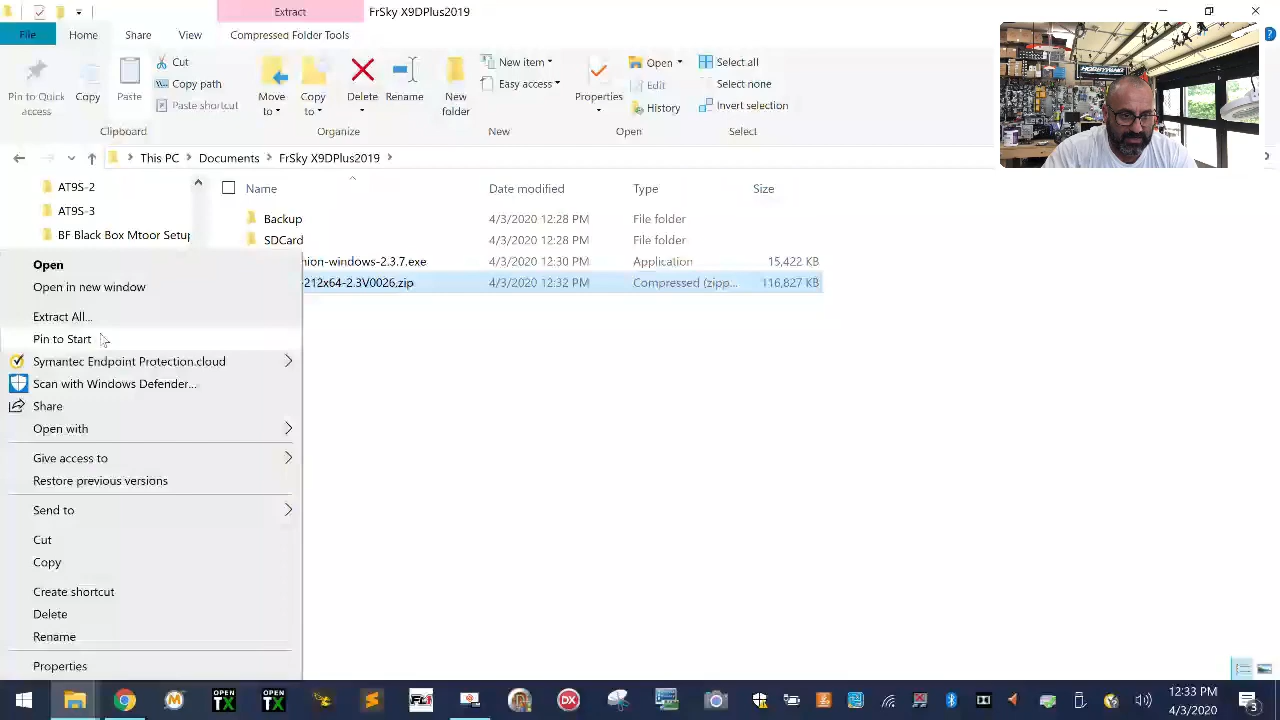 Extract
FrSky X9DPlus2019
File
Home
Share
View
Compressed Folder Tools
Pin to Quick access
Copy
Paste
Cut
Copy path
Paste shortcut
Clipboard
Move to
Copy to
Delete
Rename
Organize
New folder
New item
Easy access
New
Properties
Open
Edit
History
Open
Select all
Select none
Invert selection
Select
This PC
Documents
FrSky X9DPlus2019
HOBBYWING
AT9S-2
AT9S-3
BF Black Box Mtoor Setup
Name
Date modified
Type
Size
Backup 4/3/2020 12:28 PM File folder
SDCard 4/3/2020 12:28 PM File folder
nion-windows-2.3.7.exe 4/3/2020 12:30 PM Application 15,422 KB
212x64-2.3V0026.zip 4/3/2020 12:32 PM Compressed (zipp... 116,827 KB
Open
Open in new window
Extract All...
Pin to Start
Symantec Endpoint Protection.cloud
Scan with Windows Defender...
Share
Open with
Give access to
Restore previous versions
Send to
Cut
Copy
Create shortcut
Delete
Rename
Properties
OPEN TX
OPEN TX
12:33 PM
4/3/2020
3